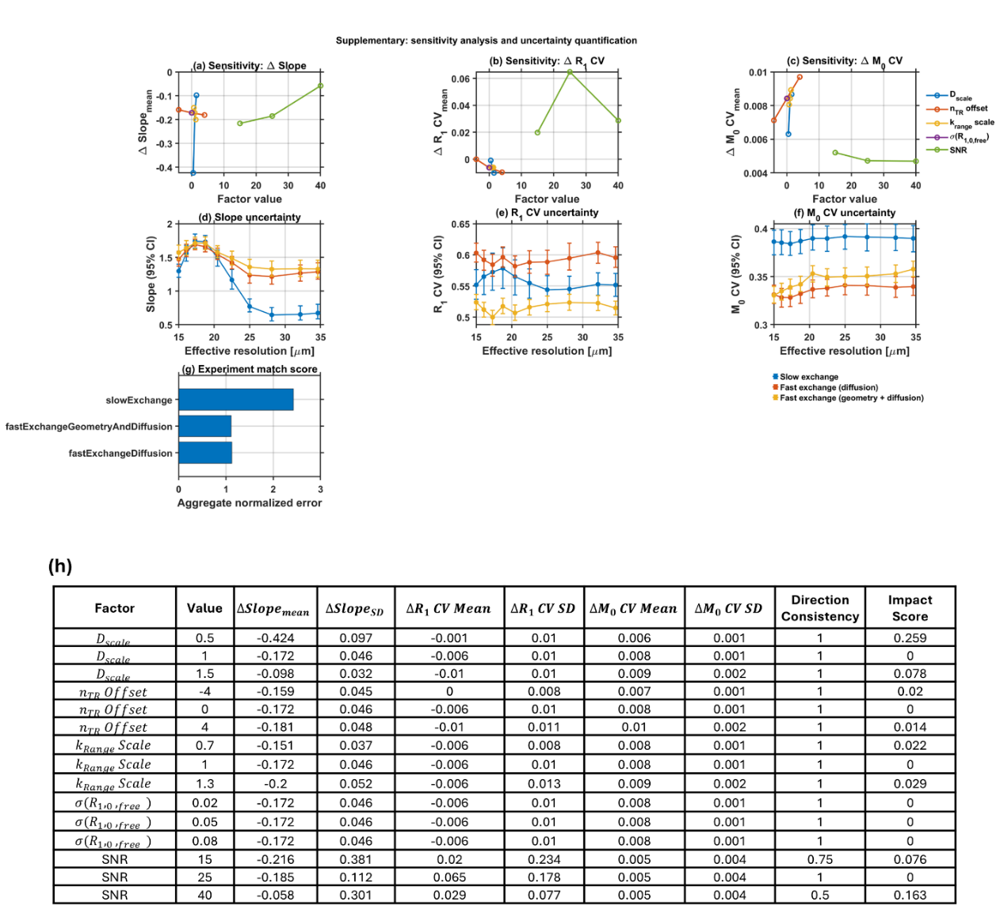 Supplementary: sensitivity analysis and uncertainty quantification
(a) Sensitivity: Δ Slope
0
-0.1
-0.2
-0.3
-0.4
Δ Slope_mean
0 10 20 30 40
Factor value
(b) Sensitivity: Δ R_1 CV
0.06
0.04
0.02
0
Δ R_1 CV_mean
0 10 20 30 40
Factor value
(c) Sensitivity: Δ M_0 CV
0.01
0.008
0.006
0.004
Δ M_0 CV_mean
0 10 20 30 40
Factor value
D_scale
n_TR offset
k_range scale
σ(R_1,0,free)
SNR
(d) Slope uncertainty
2
1.5
1
0.5
Slope (95% CI)
15 20 25 30 35
Effective resolution [μm]
(e) R_1 CV uncertainty
0.65
0.6
0.55
0.5
R_1 CV (95% CI)
15 20 25 30 35
Effective resolution [μm]
(f) M_0 CV uncertainty
0.4
0.35
0.3
M_0 CV (95% CI)
15 20 25 30 35
Effective resolution [μm]
Slow exchange
Fast exchange (diffusion)
Fast exchange (geometry + diffusion)
(g) Experiment match score
slowExchange
fastExchangeGeometryAndDiffusion
fastExchangeDiffusion
0 1 2 3
Aggregate normalized error
(h)
Factor Value ΔSlope_mean ΔSlope_SD ΔR_1 CV Mean ΔR_1 CV SD ΔM_0 CV Mean ΔM_0 CV SD Direction Consistency Impact Score
D_scale 0.5 -0.424 0.097 -0.001 0.01 0.006 0.001 1 0.259
D_scale 1 -0.172 0.046 -0.006 0.01 0.008 0.001 1 0
D_scale 1.5 -0.098 0.032 -0.01 0.01 0.009 0.002 1 0.078
n_TR Offset -4 -0.159 0.045 0 0.008 0.007 0.001 1 0.02
n_TR Offset 0 -0.172 0.046 -0.006 0.01 0.008 0.001 1 0
n_TR Offset 4 -0.181 0.048 -0.01 0.011 0.01 0.002 1 0.014
k_Range Scale 0.7 -0.151 0.037 -0.006 0.008 0.008 0.001 1 0.022
k_Range Scale 1 -0.172 0.046 -0.006 0.01 0.008 0.001 1 0
k_Range Scale 1.3 -0.2 0.052 -0.006 0.013 0.009 0.002 1 0.029
σ(R_1,0,free) 0.02 -0.172 0.046 -0.006 0.01 0.008 0.001 1 0
σ(R_1,0,free) 0.05 -0.172 0.046 -0.006 0.01 0.008 0.001 1 0
σ(R_1,0,free) 0.08 -0.172 0.046 -0.006 0.01 0.008 0.001 1 0
SNR 15 -0.216 0.381 0.02 0.234 0.005 0.004 0.75 0.076
SNR 25 -0.185 0.112 0.065 0.178 0.005 0.004 1 0
SNR 40 -0.058 0.301 0.029 0.077 0.005 0.004 0.5 0.163